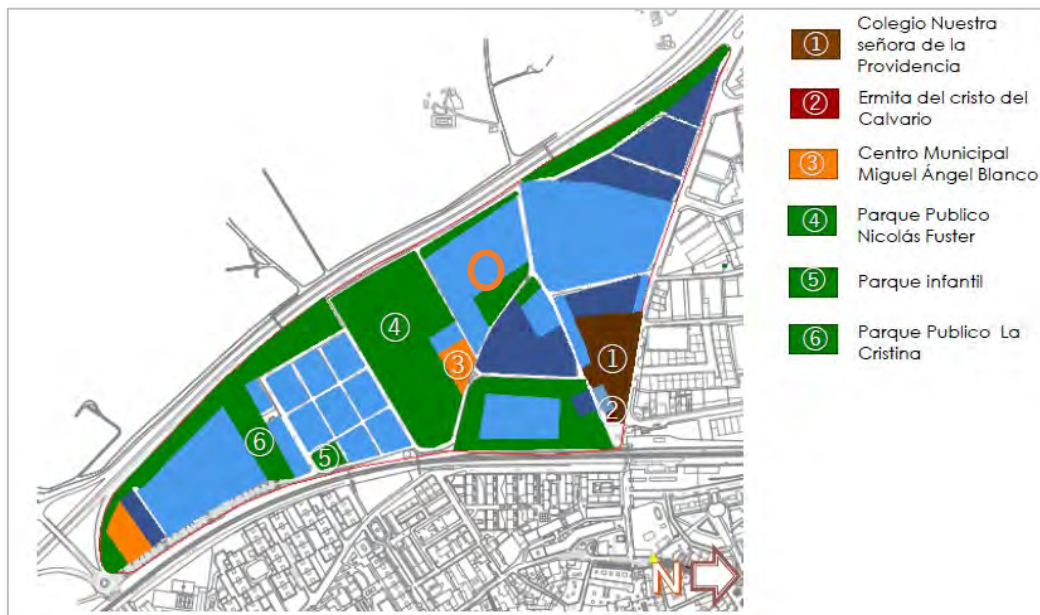 ① Colegio Nuestra
señora de la
Providencia
② Ermita del cristo del
Calvario
③ Centro Municipal
Miguel Ángel Blanco
④ Parque Publico
Nicolás Fuster
⑤ Parque infantil
⑥ Parque Publico La
Cristina
④
③
①
②
⑥
⑤
N